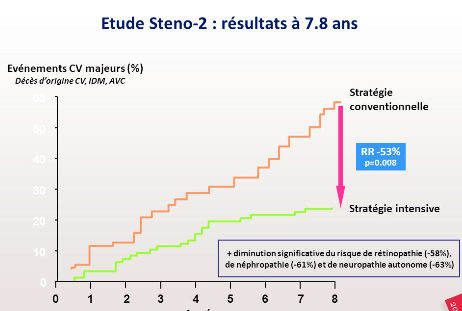 Etude Steno-2 : résultats à 7.8 ans
Evénements CV majeurs (%)
Décès d'origine CV, IDM, AVC
60
50
40
30
20
10
0
0 1 2 3 4 5 6 7 8
Stratégie
conventionnelle
RR -53%
p=0.008
Stratégie intensive
+ diminution significative du risque de rétinopathie (-58%),
de néphropathie (-61%) et de neuropathie autonome (-63%)